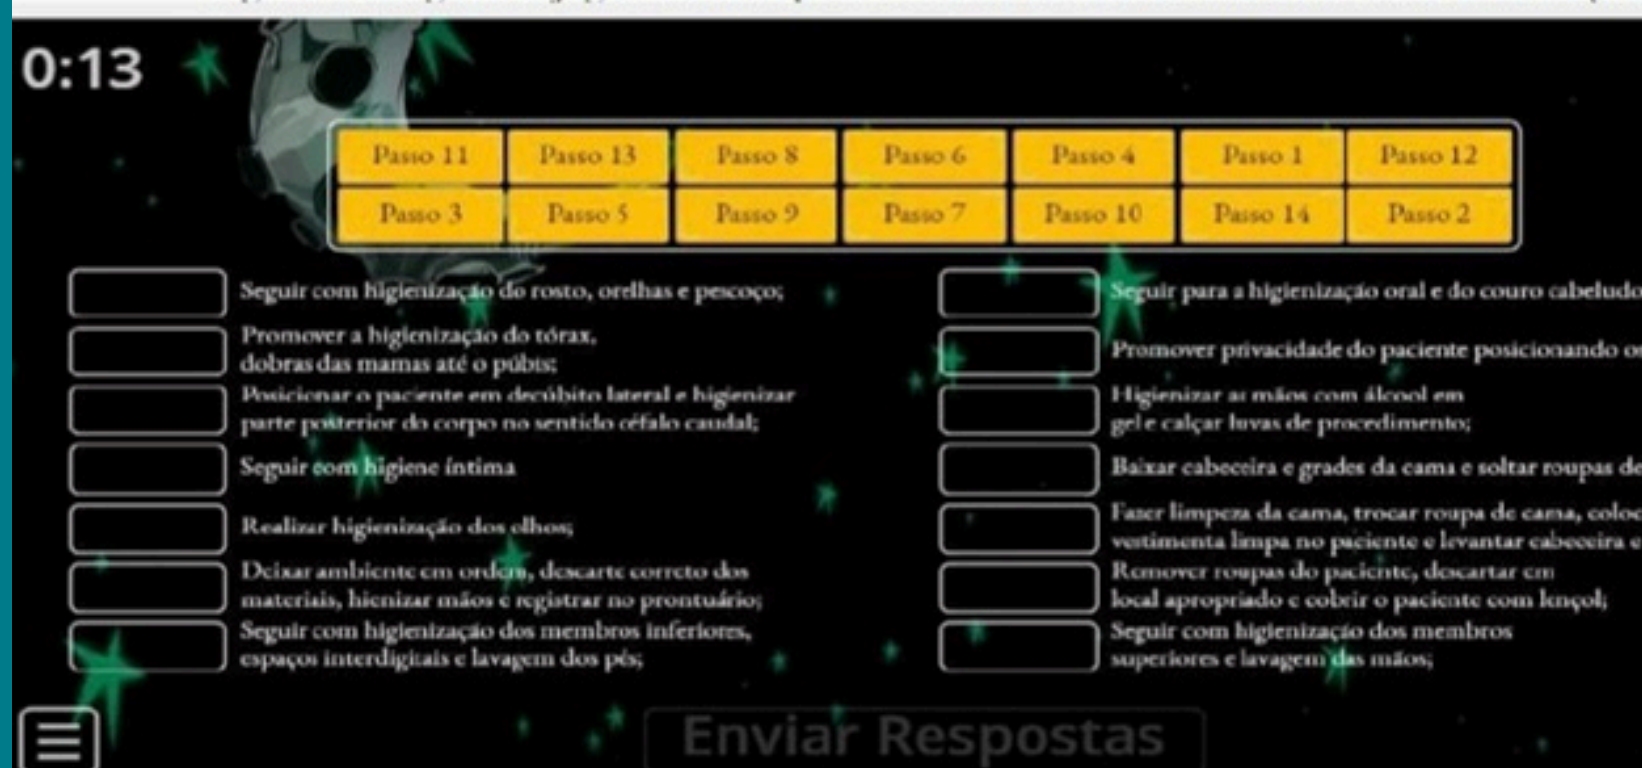 0:13
Passo 11 Passo 13 Passo 8 Passo 6 Passo 4 Passo 1 Passo 12
Passo 3 Passo 5 Passo 9 Passo 7 Passo 10 Passo 14 Passo 2
Seguir com higienização do rosto, orelhas e pescoço;
Promover a higienização do tórax,
dobras das mamas até o púbis;
Posicionar o paciente em decúbito lateral e higienizar
parte posterior do corpo no sentido céfalo caudal;
Seguir com higiene íntima
Realizar higienização dos olhos;
Deixar ambiente em ordem, descarte correto dos
materiais, hienizar mãos e registrar no prontuário;
Seguir com higienização dos membros inferiores,
espaços interdigitais e lavagem dos pés;
Seguir para a higienização oral e do couro cabeludo
Promover privacidade do paciente posicionando
Higienizar as mãos com álcool em
gel e calçar luvas de procedimento;
Baixar cabeceira e grades da cama e soltar roupas de
Fazer limpeza da cama, trocar roupa de cama, coloc
vestimenta limpa no paciente e levantar cabeceira e
Remover roupas do paciente, descartar em
local apropriado e cobrir o paciente com lençol;
Seguir com higienização dos membros
superiores e lavagem das mãos;
Enviar Respostas